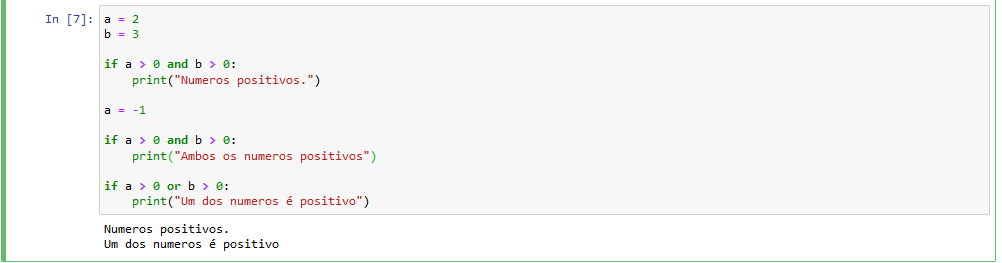 In [7]: a = 2
b = 3
if a > 0 and b > 0:
    print("Numeros positivos.")
a = -1
if a > 0 and b > 0:
    print("Ambos os numeros positivos")
if a > 0 or b > 0:
    print("Um dos numeros é positivo")
Numeros positivos.
Um dos numeros é positivo